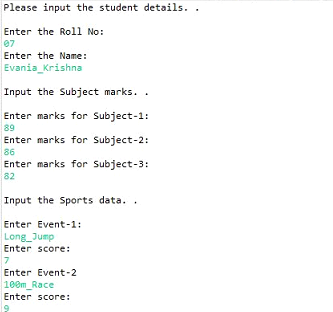 Please input the student details. .
Enter the Roll No:
07
Enter the Name:
Evania_Krishna
Input the Subject marks. .
Enter marks for Subject-1:
89
Enter marks for Subject-2:
86
Enter marks for Subject-3:
82
Input the Sports data. .
Enter Event-1:
Long_Jump
Enter score:
7
Enter Event-2
100m_Race
Enter score:
9